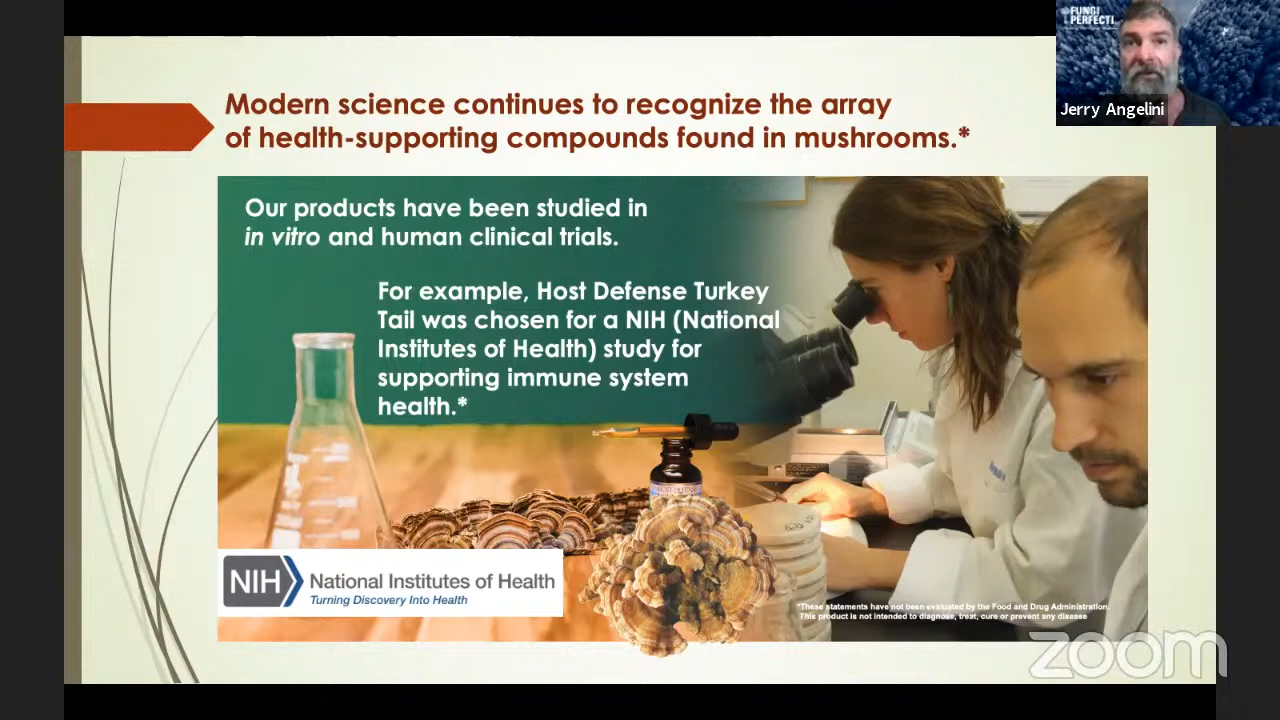 FUNGI
PERFECTI
Jerry Angelini
Modern science continues to recognize the array
of health-supporting compounds found in mushrooms.*
Our products have been studied in
in vitro and human clinical trials.
For example, Host Defense Turkey
Tail was chosen for a NIH (National
Institutes of Health) study for
supporting immune system
health.*
NIH National Institutes of Health
Turning Discovery Into Health
*These statements have not been evaluated by the Food and Drug Administration.
This product is not intended to diagnose, treat, cure or prevent any disease
zoom